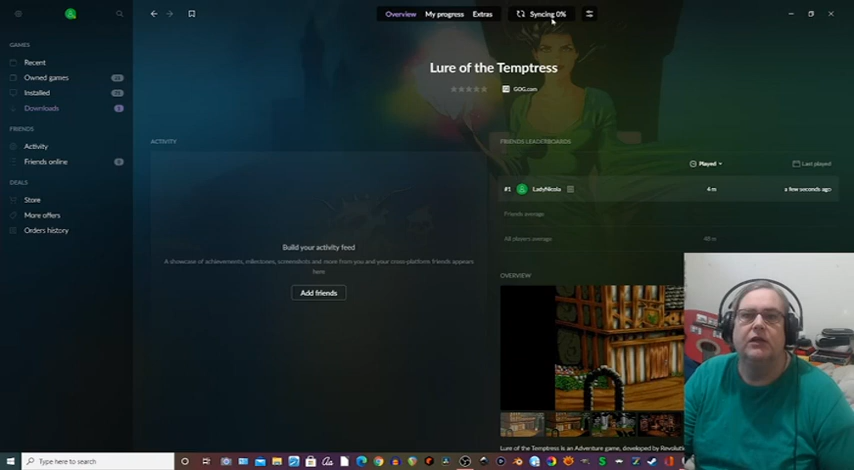 Overview My progress Extras Syncing 0%
Lure of the Temptress
GOG.com
GAMES
Recent
Owned games
Installed
Downloads
FRIENDS
Activity
Friends online
DEALS
Store
More offers
Orders history
ACTIVITY
Build your activity feed
A showcase of achievements, milestones, screenshots and more from you and your cross-platform friends appears
here
Add friends
FRIENDS LEADERBOARDS
Played Last played
#1 LadyNicola 4 m a few seconds ago
Friends average
All players average 48 m
OVERVIEW
Lure of the Temptress is an Adventure game, developed by Revoluti
Type here to search